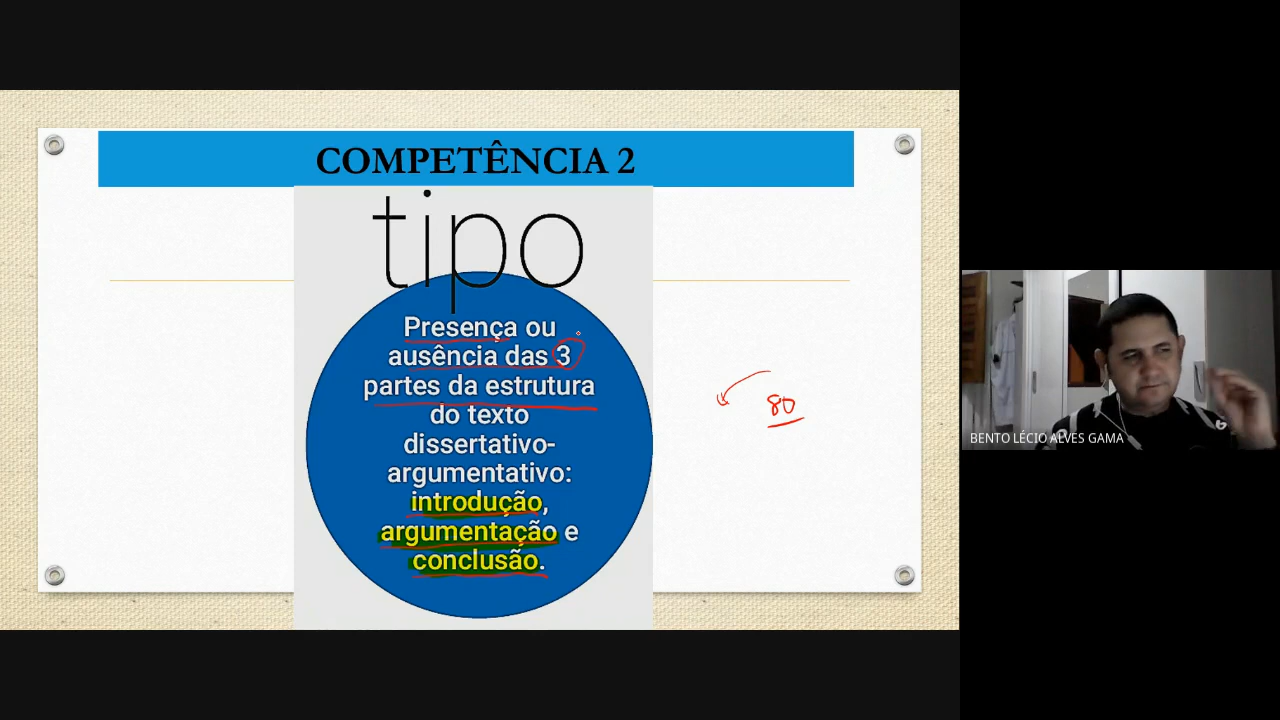 COMPETÊNCIA 2
tipo
Presença ou
ausência das 3
partes da estrutura
do texto
dissertativo-
argumentativo:
introdução,
argumentação e
conclusão.
80
BENTO LÉCIO ALVES GAMA